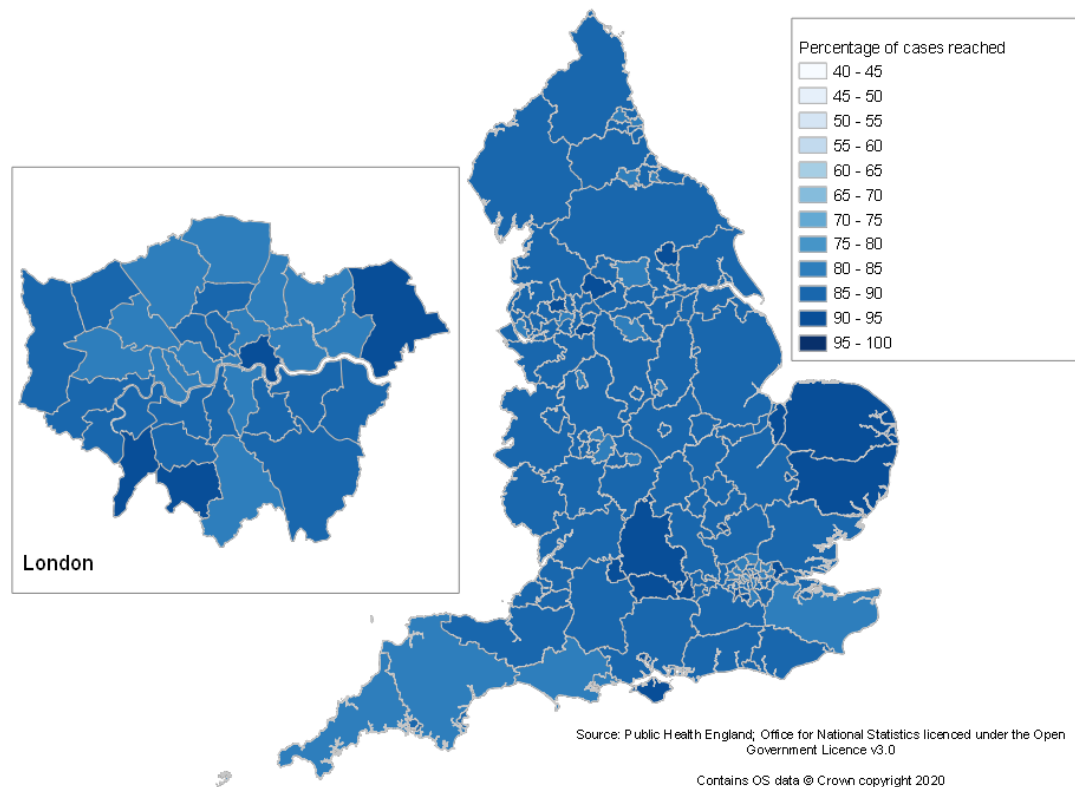 Percentage of cases reached
40 - 45
45 - 50
50 - 55
55 - 60
60 - 65
65 - 70
70 - 75
75 - 80
80 - 85
85 - 90
90 - 95
95 - 100
London
Source: Public Health England; Office for National Statistics licenced under the Open
Government Licence v3.0
Contains OS data © Crown copyright 2020